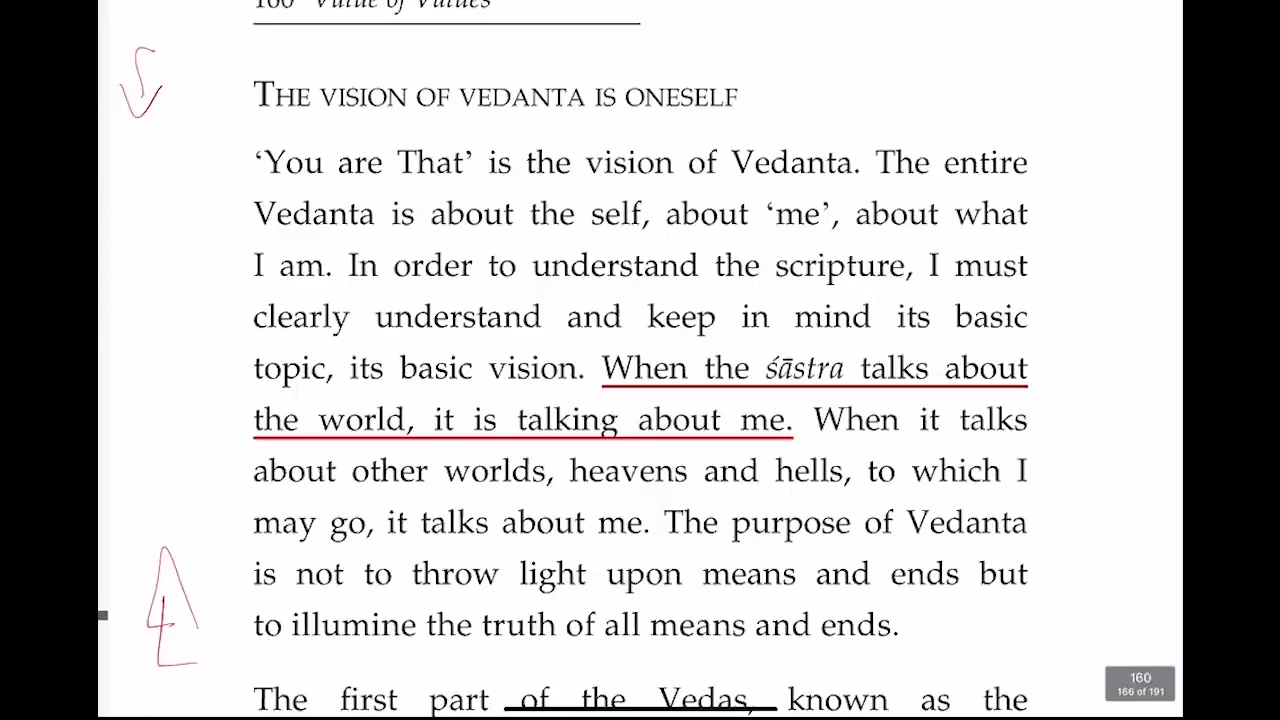 160 Value of Values
THE VISION OF VEDANTA IS ONESELF
‘You are That’ is the vision of Vedanta. The entire
Vedanta is about the self, about ‘me’, about what
I am. In order to understand the scripture, I must
clearly understand and keep in mind its basic
topic, its basic vision. When the śāstra talks about
the world, it is talking about me. When it talks
about other worlds, heavens and hells, to which I
may go, it talks about me. The purpose of Vedanta
is not to throw light upon means and ends but
to illumine the truth of all means and ends.
The first part of the Vedas, known as the
160
166 of 191